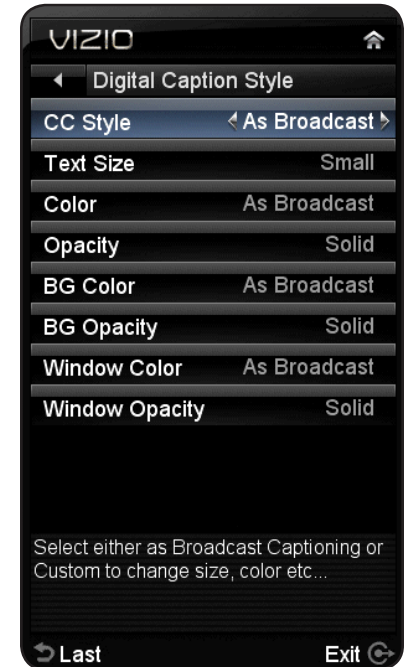 VIZIO
Digital Caption Style
CC Style As Broadcast
Text Size Small
Color As Broadcast
Opacity Solid
BG Color As Broadcast
BG Opacity Solid
Window Color As Broadcast
Window Opacity Solid
Select either as Broadcast Captioning or
Custom to change size, color etc...
Last Exit